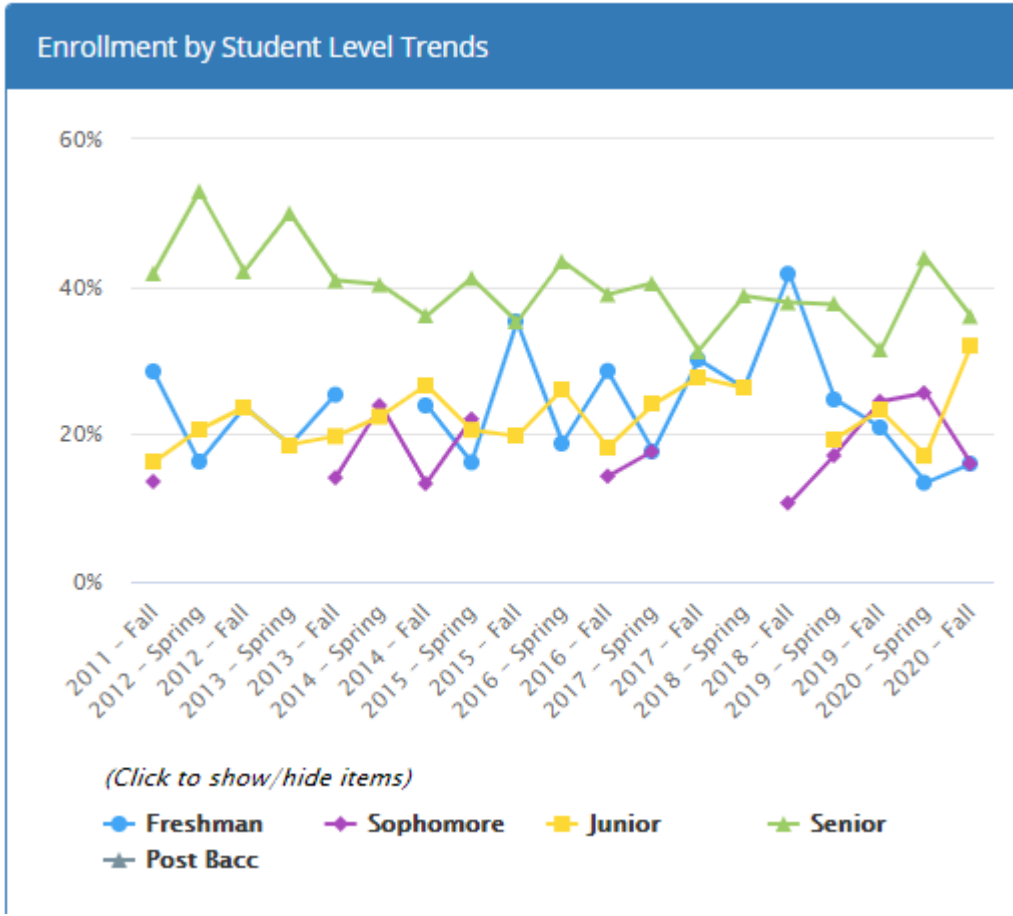 Enrollment by Student Level Trends
60%
40%
20%
0%
2011 - Fall
2012 - Spring
2012 - Fall
2013 - Spring
2013 - Fall
2014 - Spring
2014 - Fall
2015 - Spring
2015 - Fall
2016 - Spring
2016 - Fall
2017 - Spring
2017 - Fall
2018 - Spring
2018 - Fall
2019 - Spring
2019 - Fall
2020 - Spring
2020 - Fall
(Click to show/hide items)
Freshman Sophomore Junior Senior
Post Bacc